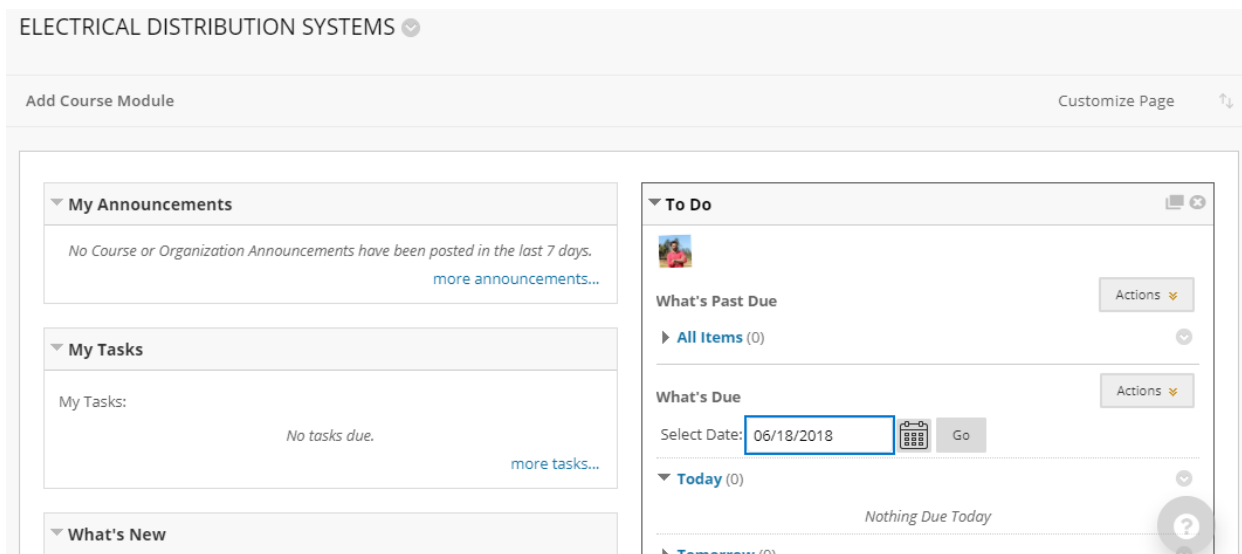 ELECTRICAL DISTRIBUTION SYSTEMS
Add Course Module
Customize Page
My Announcements
No Course or Organization Announcements have been posted in the last 7 days.
more announcements...
My Tasks
My Tasks:
No tasks due.
more tasks...
What's New
To Do
What's Past Due
Actions
All Items (0)
What's Due
Actions
Select Date: 06/18/2018 Go
Today (0)
Nothing Due Today
?
Tomorrow (0)